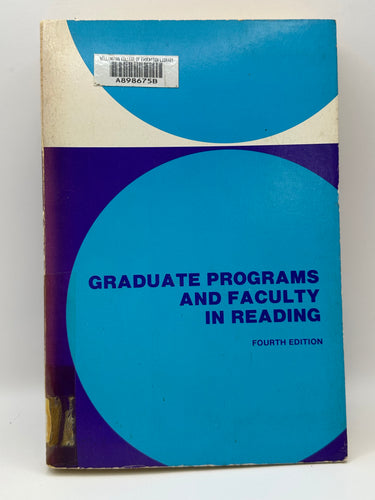 WELLINGTON COLLEGE OF EDUCATION LIBRARY
A898675B
GRADUATE PROGRAMS
AND FACULTY
IN READING
FOURTH EDITION